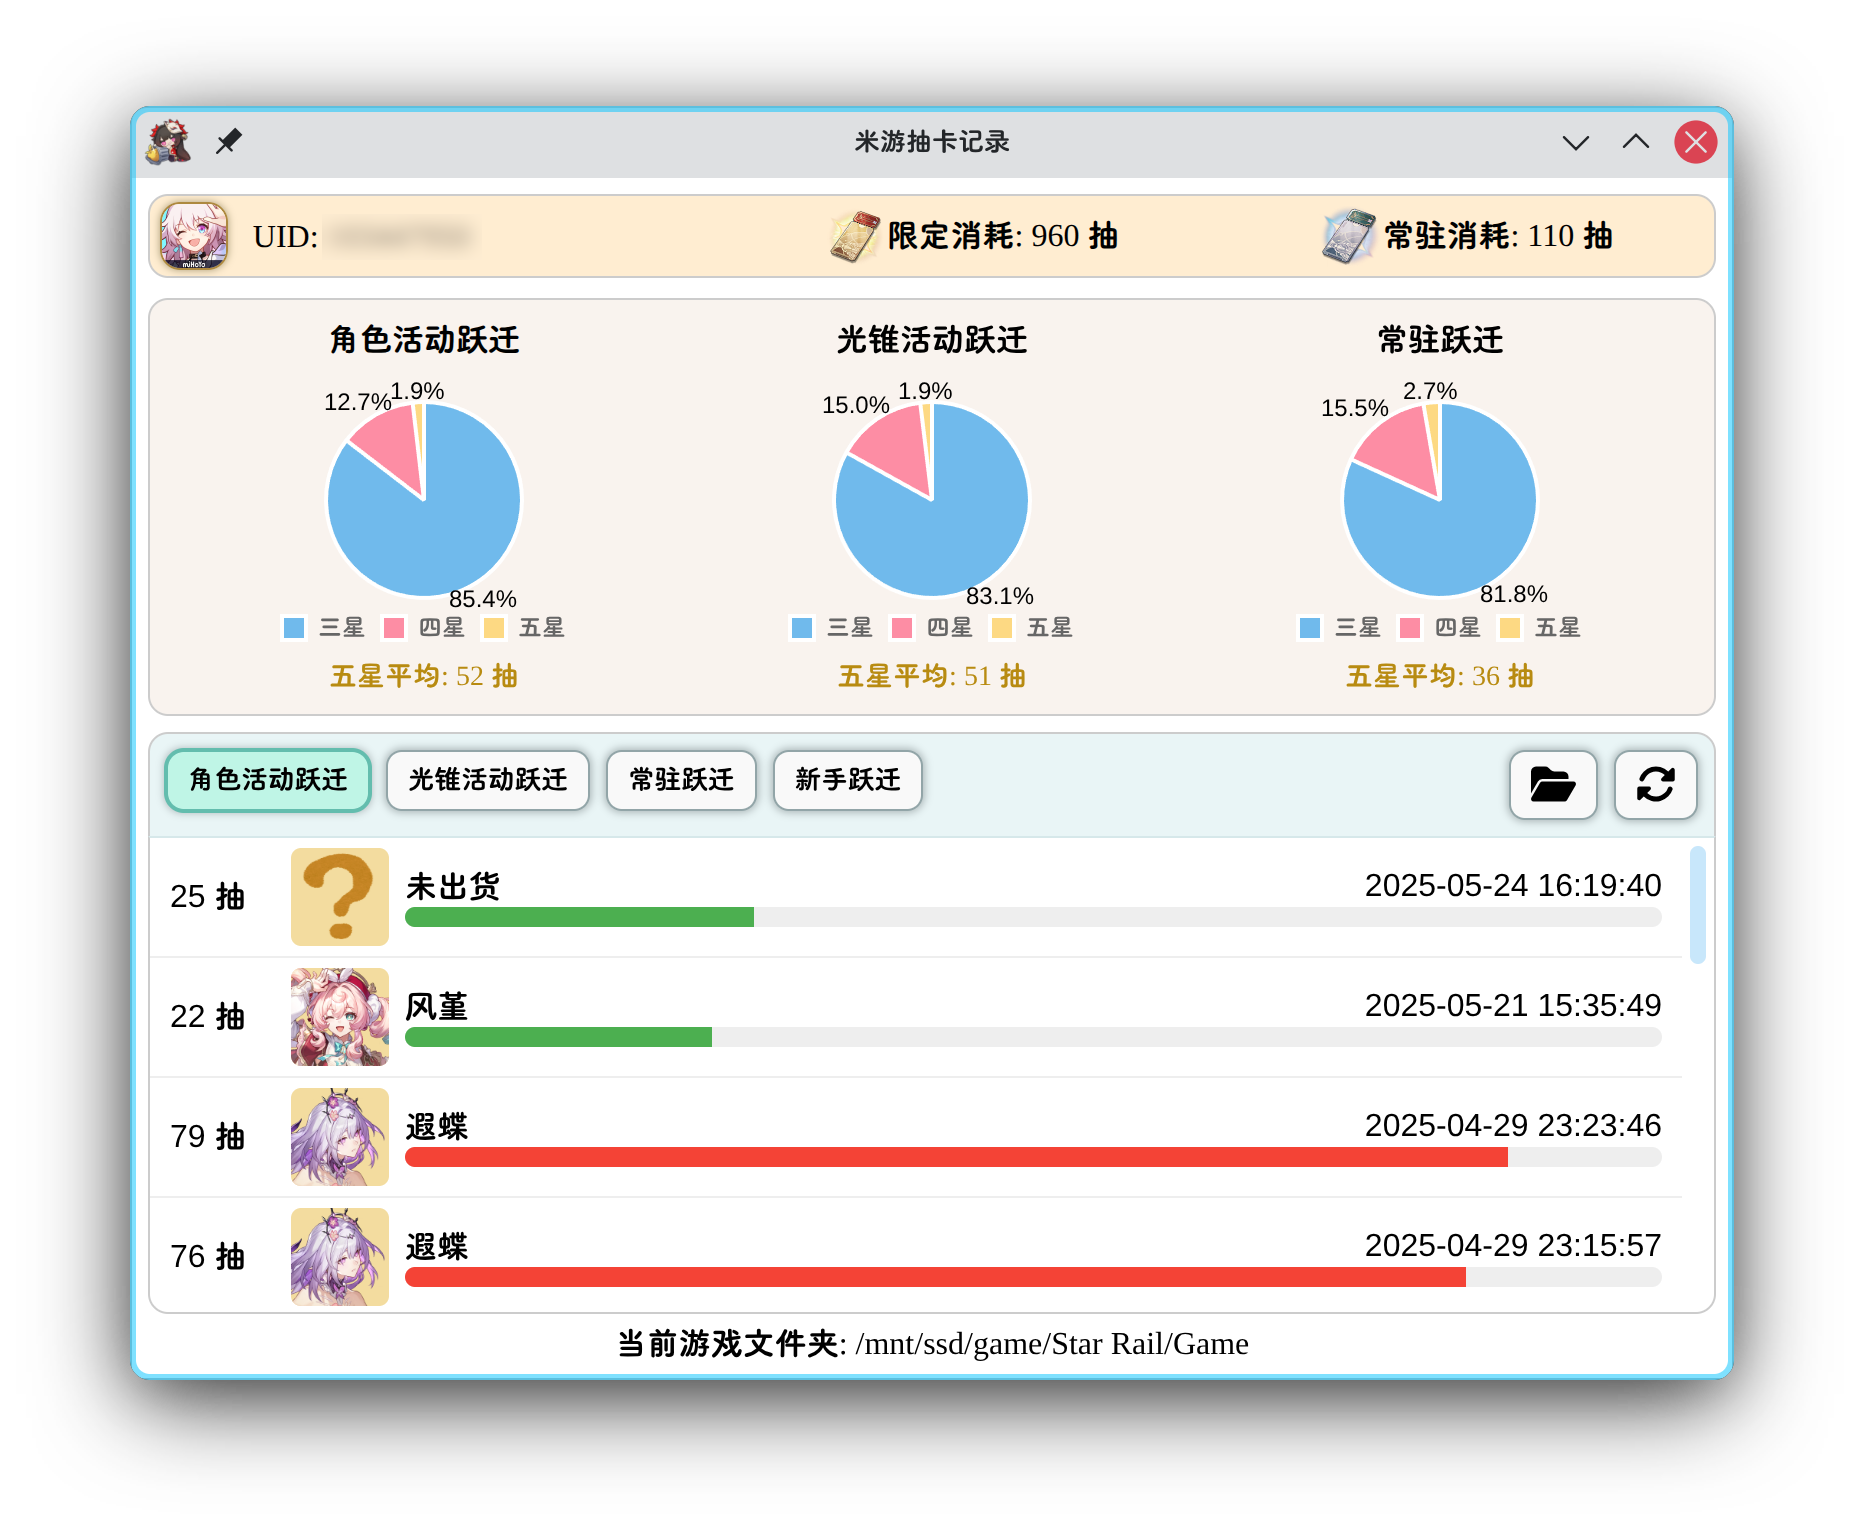 米游抽卡记录
miHoYo
UID:
限定消耗: 960 抽
常驻消耗: 110 抽
角色活动跃迁
12.7%
1.9%
85.4%
三星 四星 五星
五星平均: 52 抽
光锥活动跃迁
15.0%
1.9%
83.1%
三星 四星 五星
五星平均: 51 抽
常驻跃迁
15.5%
2.7%
81.8%
三星 四星 五星
五星平均: 36 抽
角色活动跃迁
光锥活动跃迁
常驻跃迁
新手跃迁
25 抽
未出货
2025-05-24 16:19:40
22 抽
风堇
2025-05-21 15:35:49
79 抽
遐蝶
2025-04-29 23:23:46
76 抽
遐蝶
2025-04-29 23:15:57
当前游戏文件夹: /mnt/ssd/game/Star Rail/Game